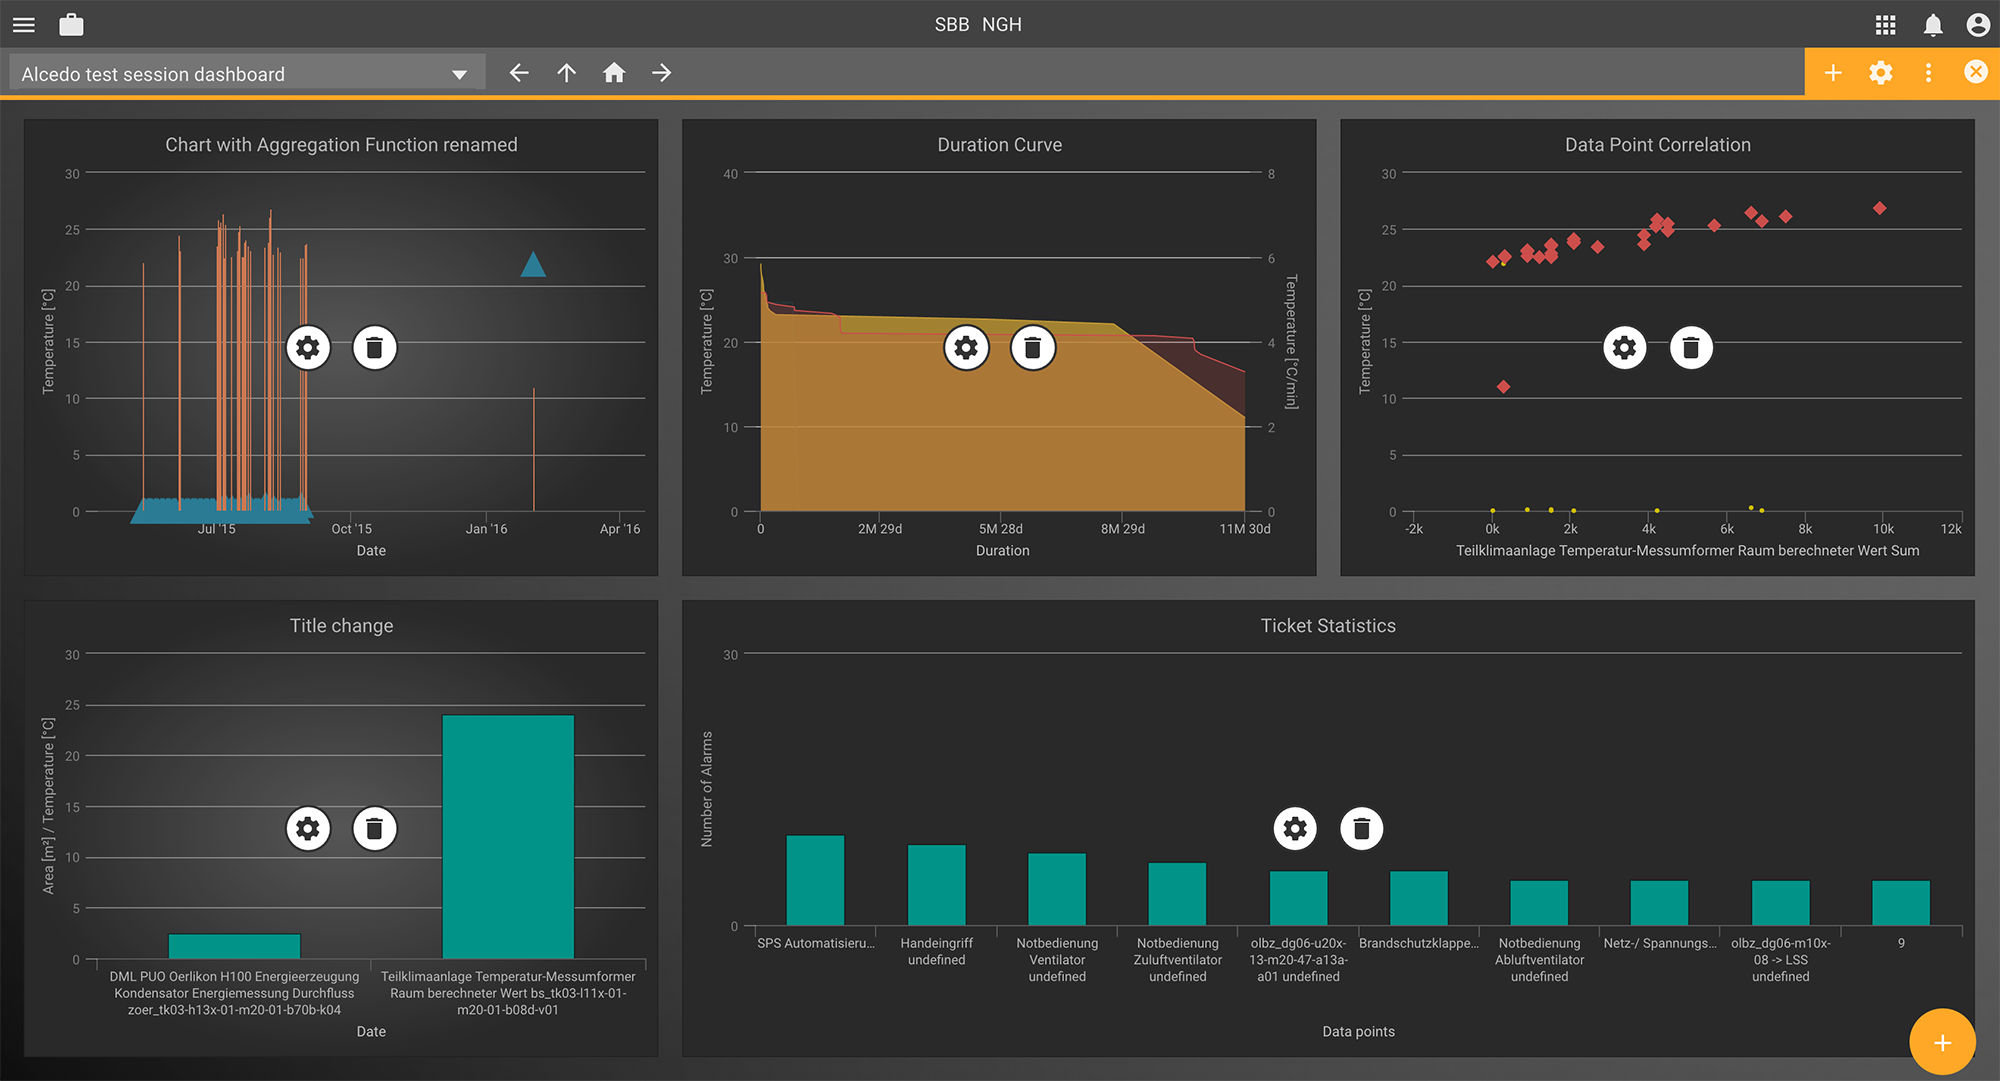 SBB NGH
Alcedo test session dashboard
Chart with Aggregation Function renamed
30
25
20
15
10
5
0
Temperature [°C]
Jul '15
Oct '15
Jan '16
Apr '16
Date
Duration Curve
40
30
20
10
0
Temperature [°C]
8
6
4
2
0
Temperature [°C/min]
0
2M 29d
5M 28d
8M 29d
11M 30d
Duration
Data Point Correlation
30
25
20
15
10
5
0
Temperature [°C]
-2k
0k
2k
4k
6k
8k
10k
12k
Teilklimaanlage Temperatur-Messumformer Raum berechneter Wert Sum
Title change
30
25
20
15
10
5
0
Area [m²] / Temperature [°C]
DML PUO Oerlikon H100 Energieerzeugung
Kondensator Energiemessung Durchfluss
zoer_tk03-h13x-01-m20-01-b70b-k04
Teilklimaanlage Temperatur-Messumformer
Raum berechneter Wert bs_tk03-l11x-01-
m20-01-b08d-v01
Date
Ticket Statistics
30
0
Number of Alarms
SPS Automatisieru...
Handeingriff
undefined
Notbedienung
Ventilator
undefined
Notbedienung
Zuluftventilator
undefined
olbz_dg06-u20x-
13-m20-47-a13a-
a01 undefined
Brandschutzklappe...
Notbedienung
Abluftventilator
undefined
Netz-/ Spannungs...
olbz_dg06-m10x-
08 -> LSS
undefined
9
Data points